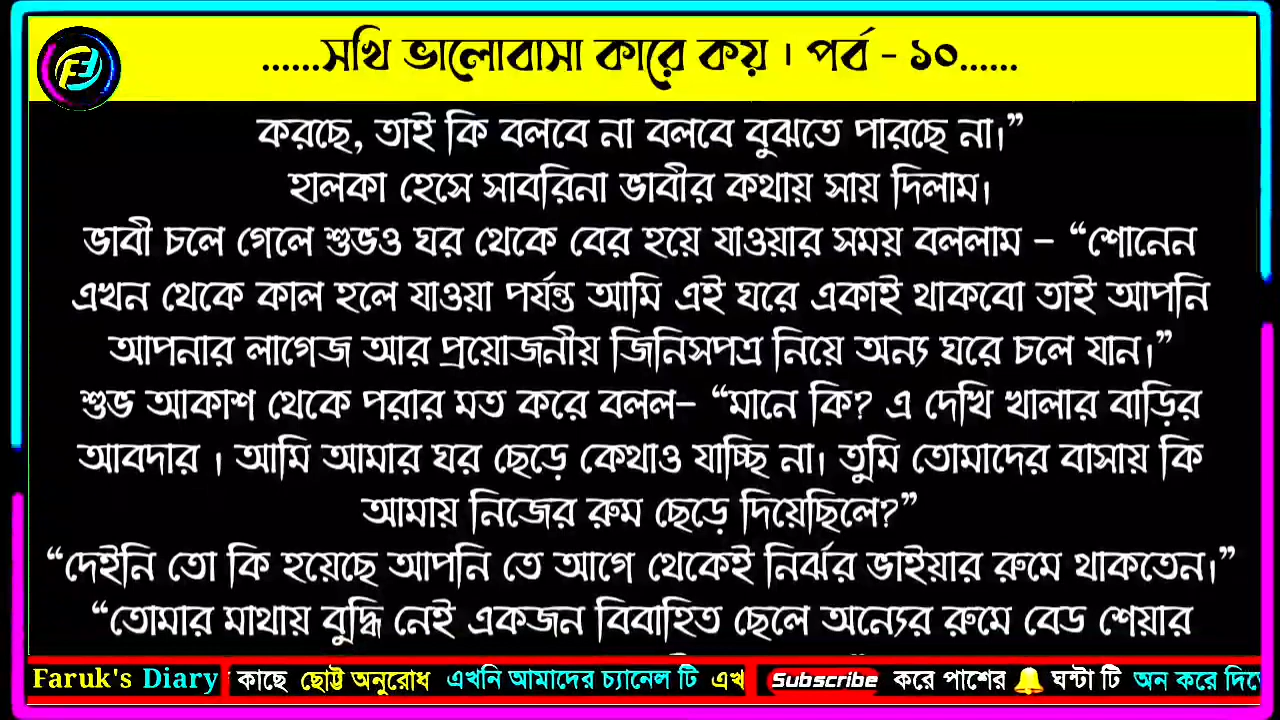 ......সখি ভালোবাসা কারে কয় । পর্ব - ১০......
করছে, তাই কি বলবে না বলবে বুঝতে পারছে না।”
হালকা হেসে সাবরিনা ভাবীর কথায় সায় দিলাম।
ভাবী চলে গেলে শুভও ঘর থেকে বের হয়ে যাওয়ার সময় বললাম – “শোনেন
এখন থেকে কাল হলে যাওয়া পর্যন্ত আমি এই ঘরে একাই থাকবো তাই আপনি
আপনার লাগেজ আর প্রয়োজনীয় জিনিসপত্র নিয়ে অন্য ঘরে চলে যান।”
শুভ আকাশ থেকে পরার মত করে বলল– “মানে কি? এ দেখি খালার বাড়ির
আবদার । আমি আমার ঘর ছেড়ে কেথাও যাচ্ছি না। তুমি তোমাদের বাসায় কি
আমায় নিজের রুম ছেড়ে দিয়েছিলে?”
“দেইনি তো কি হয়েছে আপনি তে আগে থেকেই নির্ঝর ভাইয়ার রুমে থাকতেন।”
“তোমার মাথায় বুদ্ধি নেই একজন বিবাহিত ছেলে অন্যের রুমে বেড শেয়ার
Faruk's Diary কাছে ছোট্ট অনুরোধ এখনি আমাদের চ্যানেল টি এখ Subscribe করে পাশের 🔔 ঘন্টা টি অন করে দি